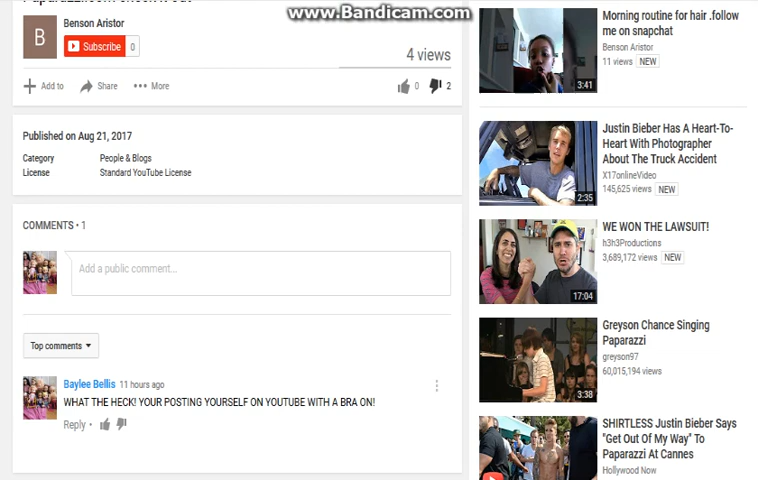 www.Bandicam.com
B
Benson Aristor
Subscribe 0
4 views
Add to Share More
0 2
Published on Aug 21, 2017
Category People & Blogs
License Standard YouTube License
COMMENTS • 1
Add a public comment...
Top comments
Baylee Bellis 11 hours ago
WHAT THE HECK! YOUR POSTING YOURSELF ON YOUTUBE WITH A BRA ON!
Reply •
Morning routine for hair .follow
me on snapchat
Benson Aristor
11 views NEW
3:41
Justin Bieber Has A Heart-To-
Heart With Photographer
About The Truck Accident
X17onlineVideo
145,625 views NEW
2:35
WE WON THE LAWSUIT!
h3h3Productions
3,689,172 views NEW
17:04
Greyson Chance Singing
Paparazzi
greyson97
60,015,194 views
3:38
SHIRTLESS Justin Bieber Says
"Get Out Of My Way" To
Paparazzi At Cannes
Hollywood Now